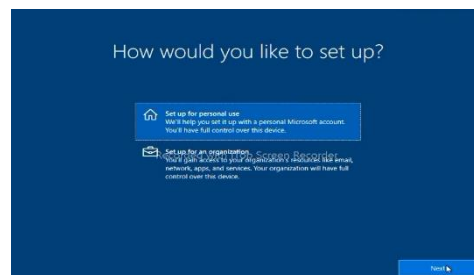 How would you like to set up?
Set up for personal use
We'll help you set it up with a personal Microsoft account.
You'll have full control over this device.
Set up for an organization
Screen Recorder
You'll gain access to your organization's resources like email,
network, apps, and services. Your organization will have full
control over this device.
Next